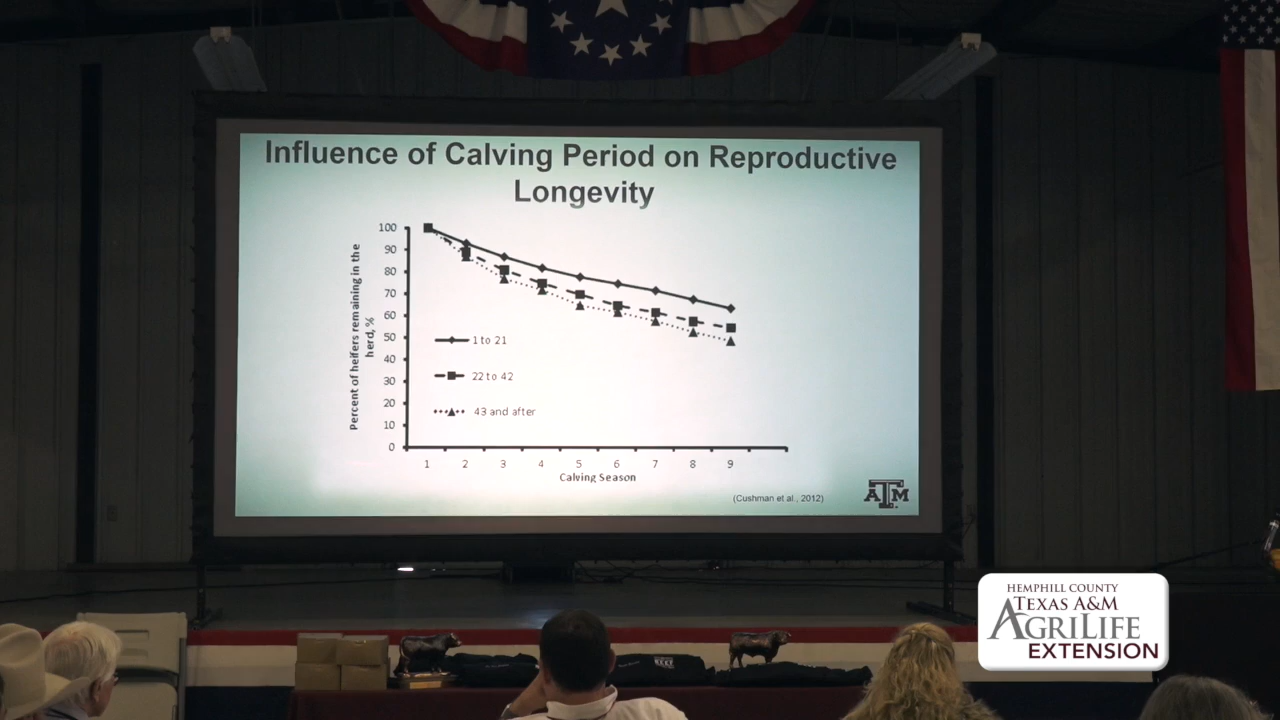 Influence of Calving Period on Reproductive
Longevity
Percent of heifers remaining in the
herd, %
100
90
80
70
60
50
40
30
20
10
0
1 to 21
22 to 42
43 and after
1 2 3 4 5 6 7 8 9
Calving Season
(Cushman et al., 2012)
ATM
HEMPHILL COUNTY
TEXAS A&M
AGRILIFE
EXTENSION